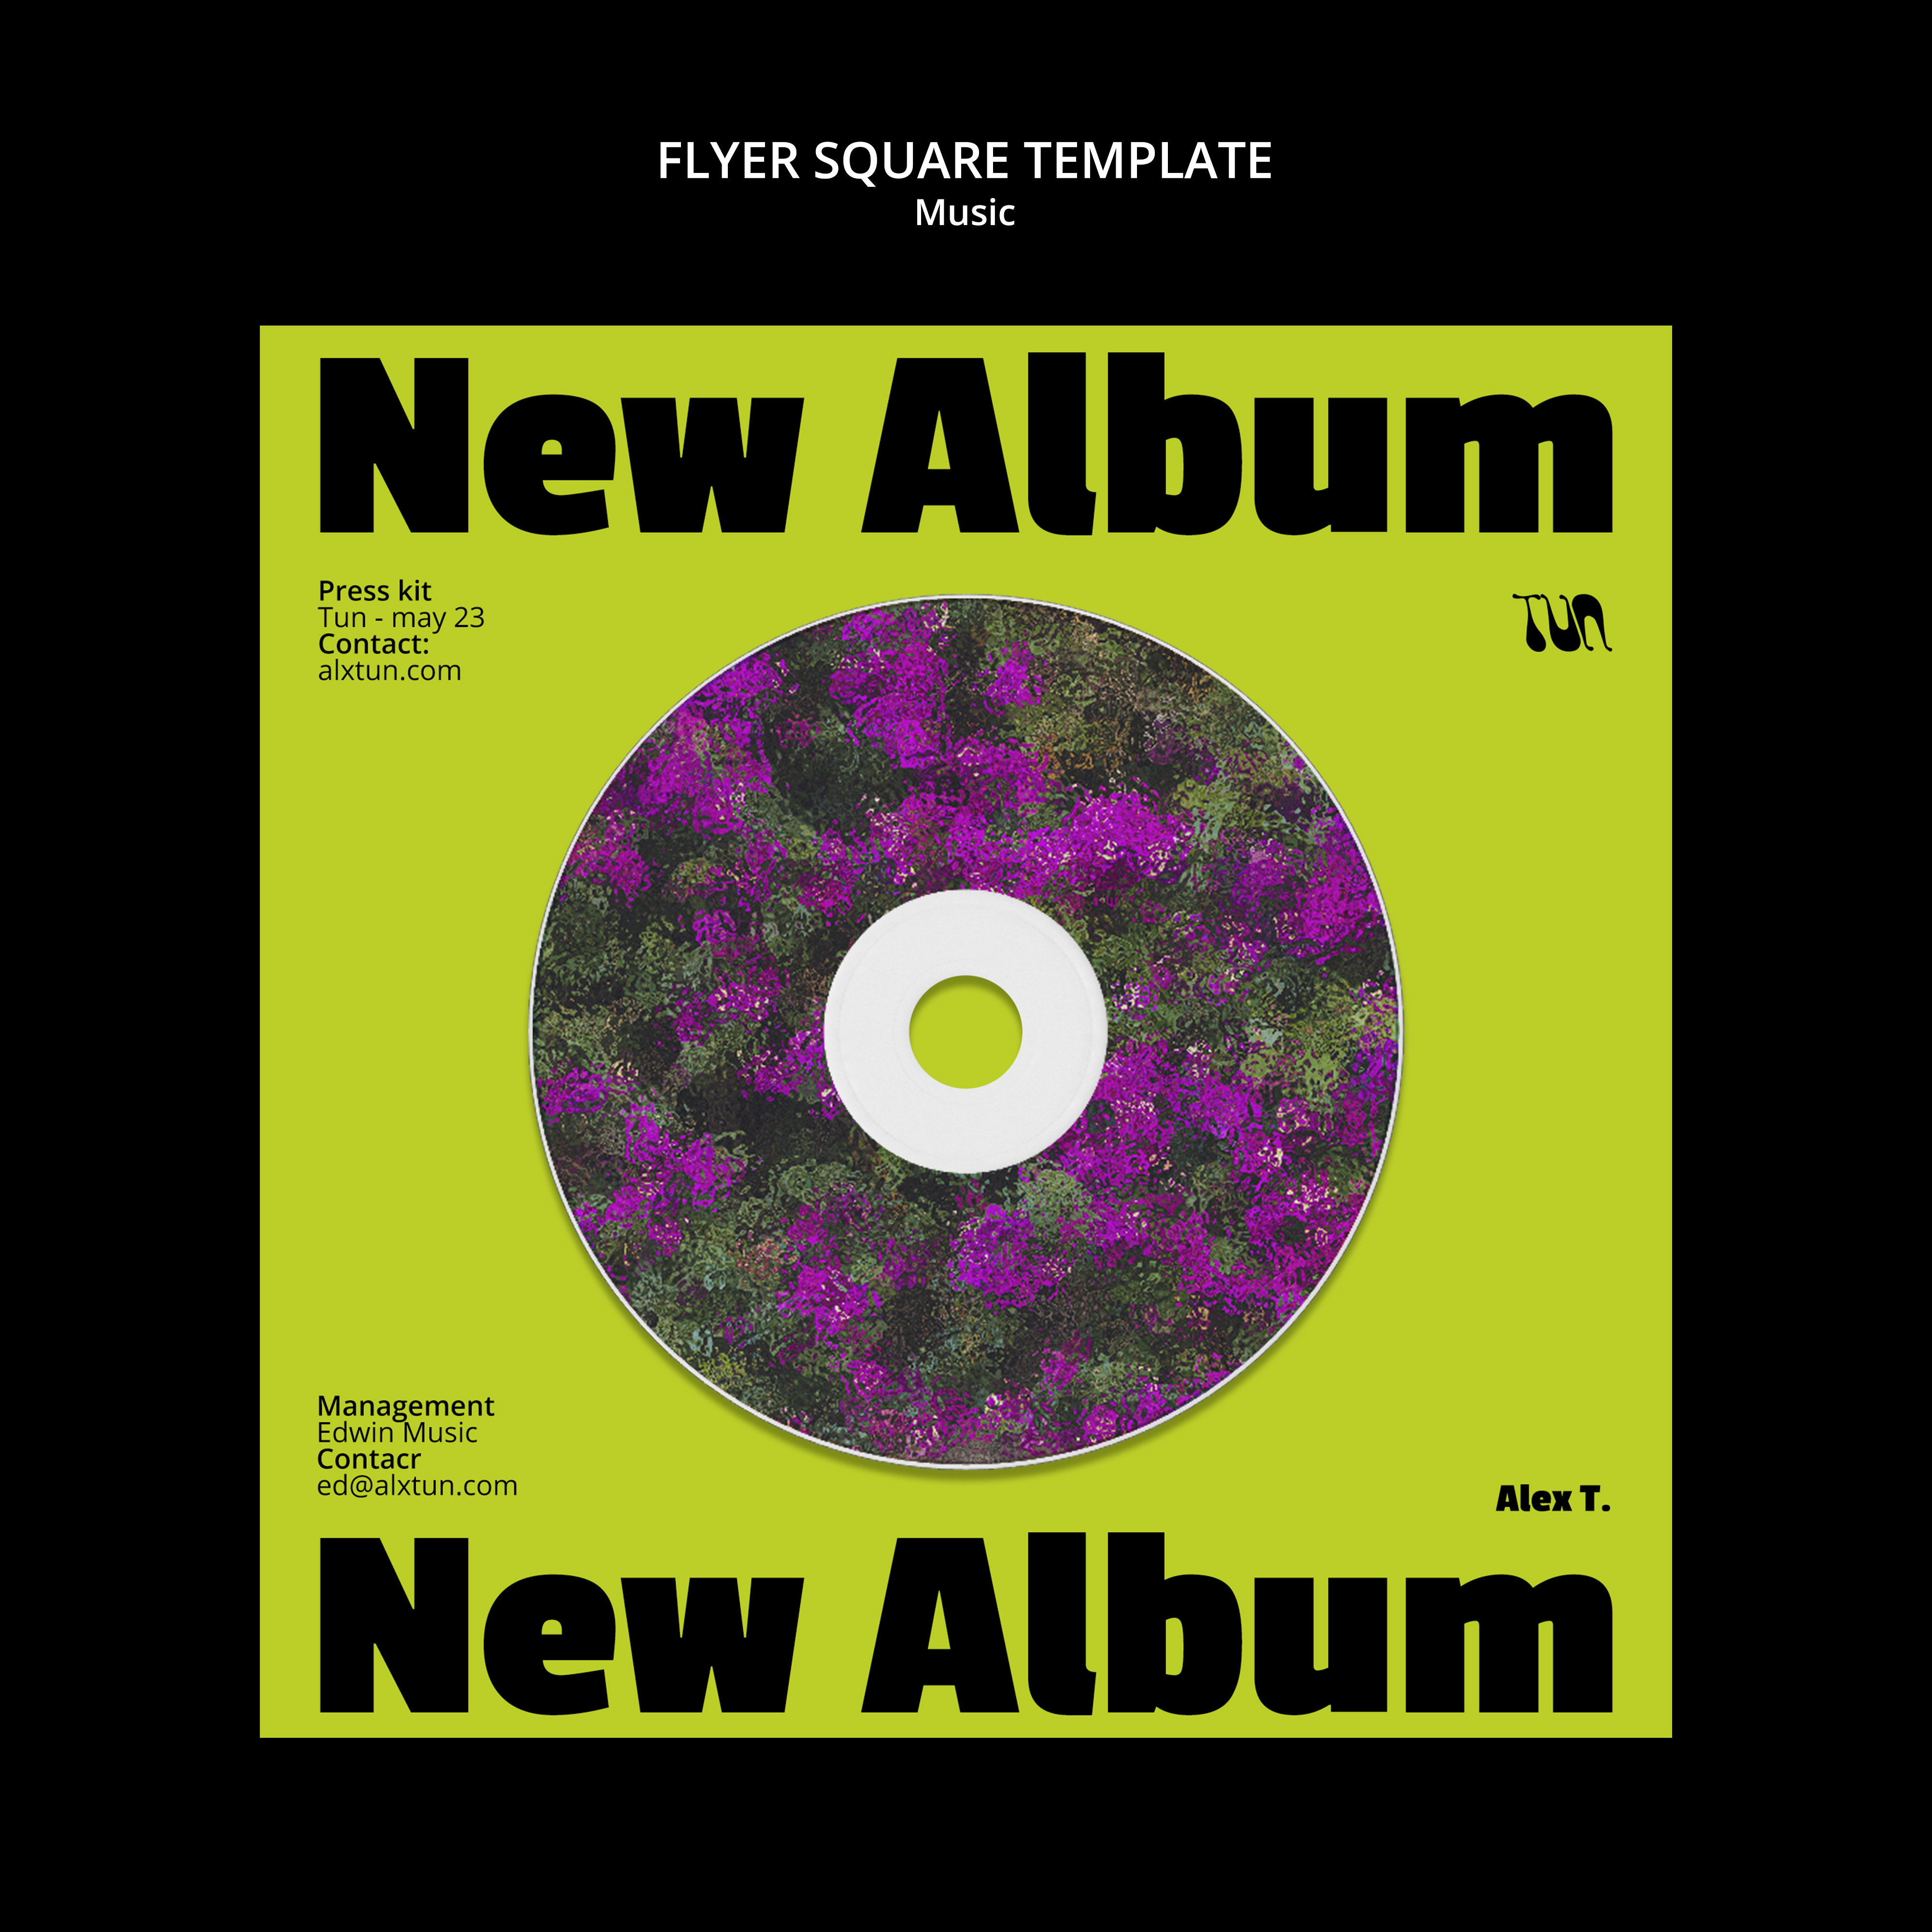 FLYER SQUARE TEMPLATE
Music
New Album
Press kit
Tun - may 23
Contact:
alxtun.com
TUn
Management
Edwin Music
Contacr
ed@alxtun.com
Alex T.
New Album